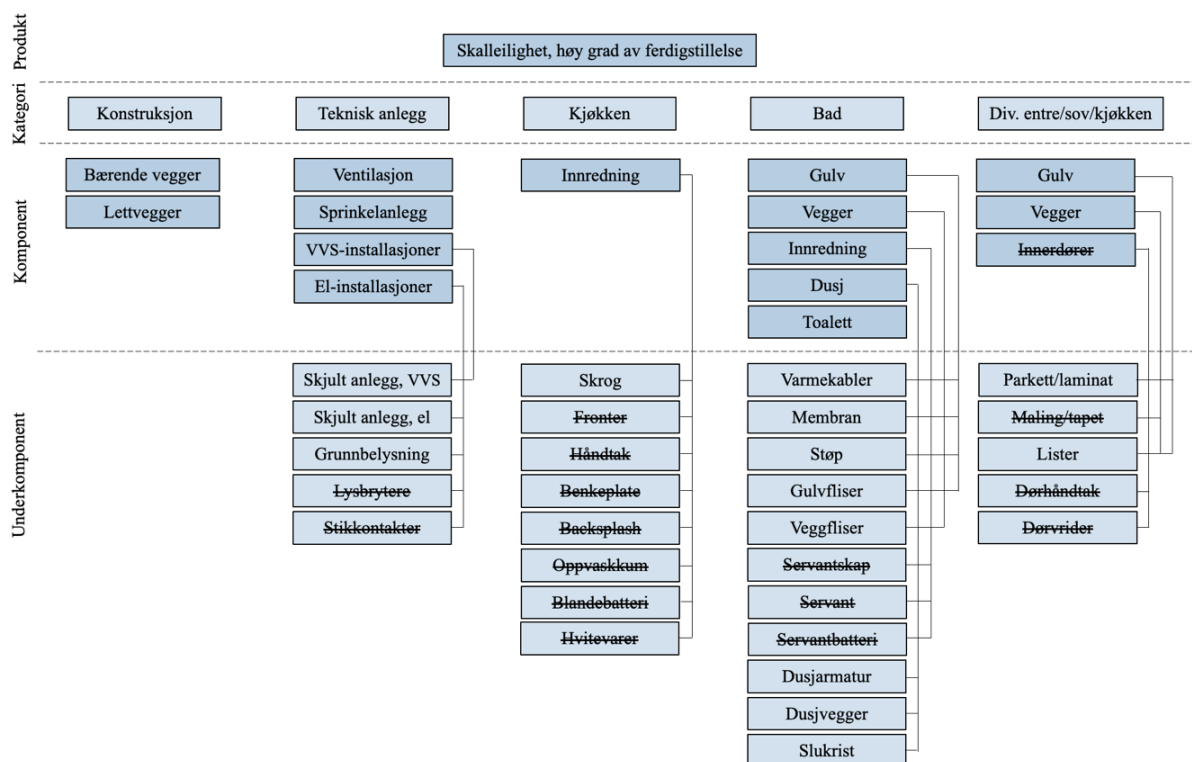 Produkt
Skalleilighet, høy grad av ferdigstillelse
Kategori
Konstruksjon
Teknisk anlegg
Kjøkken
Bad
Div. entre/sov/kjøkken
Komponent
Bærende vegger
Lettvegger
Ventilasjon
Sprinkelanlegg
VVS-installasjoner
El-installasjoner
Innredning
Gulv
Vegger
Innredning
Dusj
Toalett
Gulv
Vegger
Innerdører
Underkomponent
Skjult anlegg, VVS
Skjult anlegg, el
Grunnbelysning
Lysbrytere
Stikkontakter
Skrog
Fronter
Håndtak
Benkeplate
Backsplash
Oppvaskkum
Blandebatteri
Hvitevarer
Varmekabler
Membran
Støp
Gulvfliser
Veggfliser
Servantskap
Servant
Servantbatteri
Dusjarmatur
Dusjvegger
Slukrist
Parkett/laminat
Maling/tapet
Lister
Dørhåndtak
Dørvrider